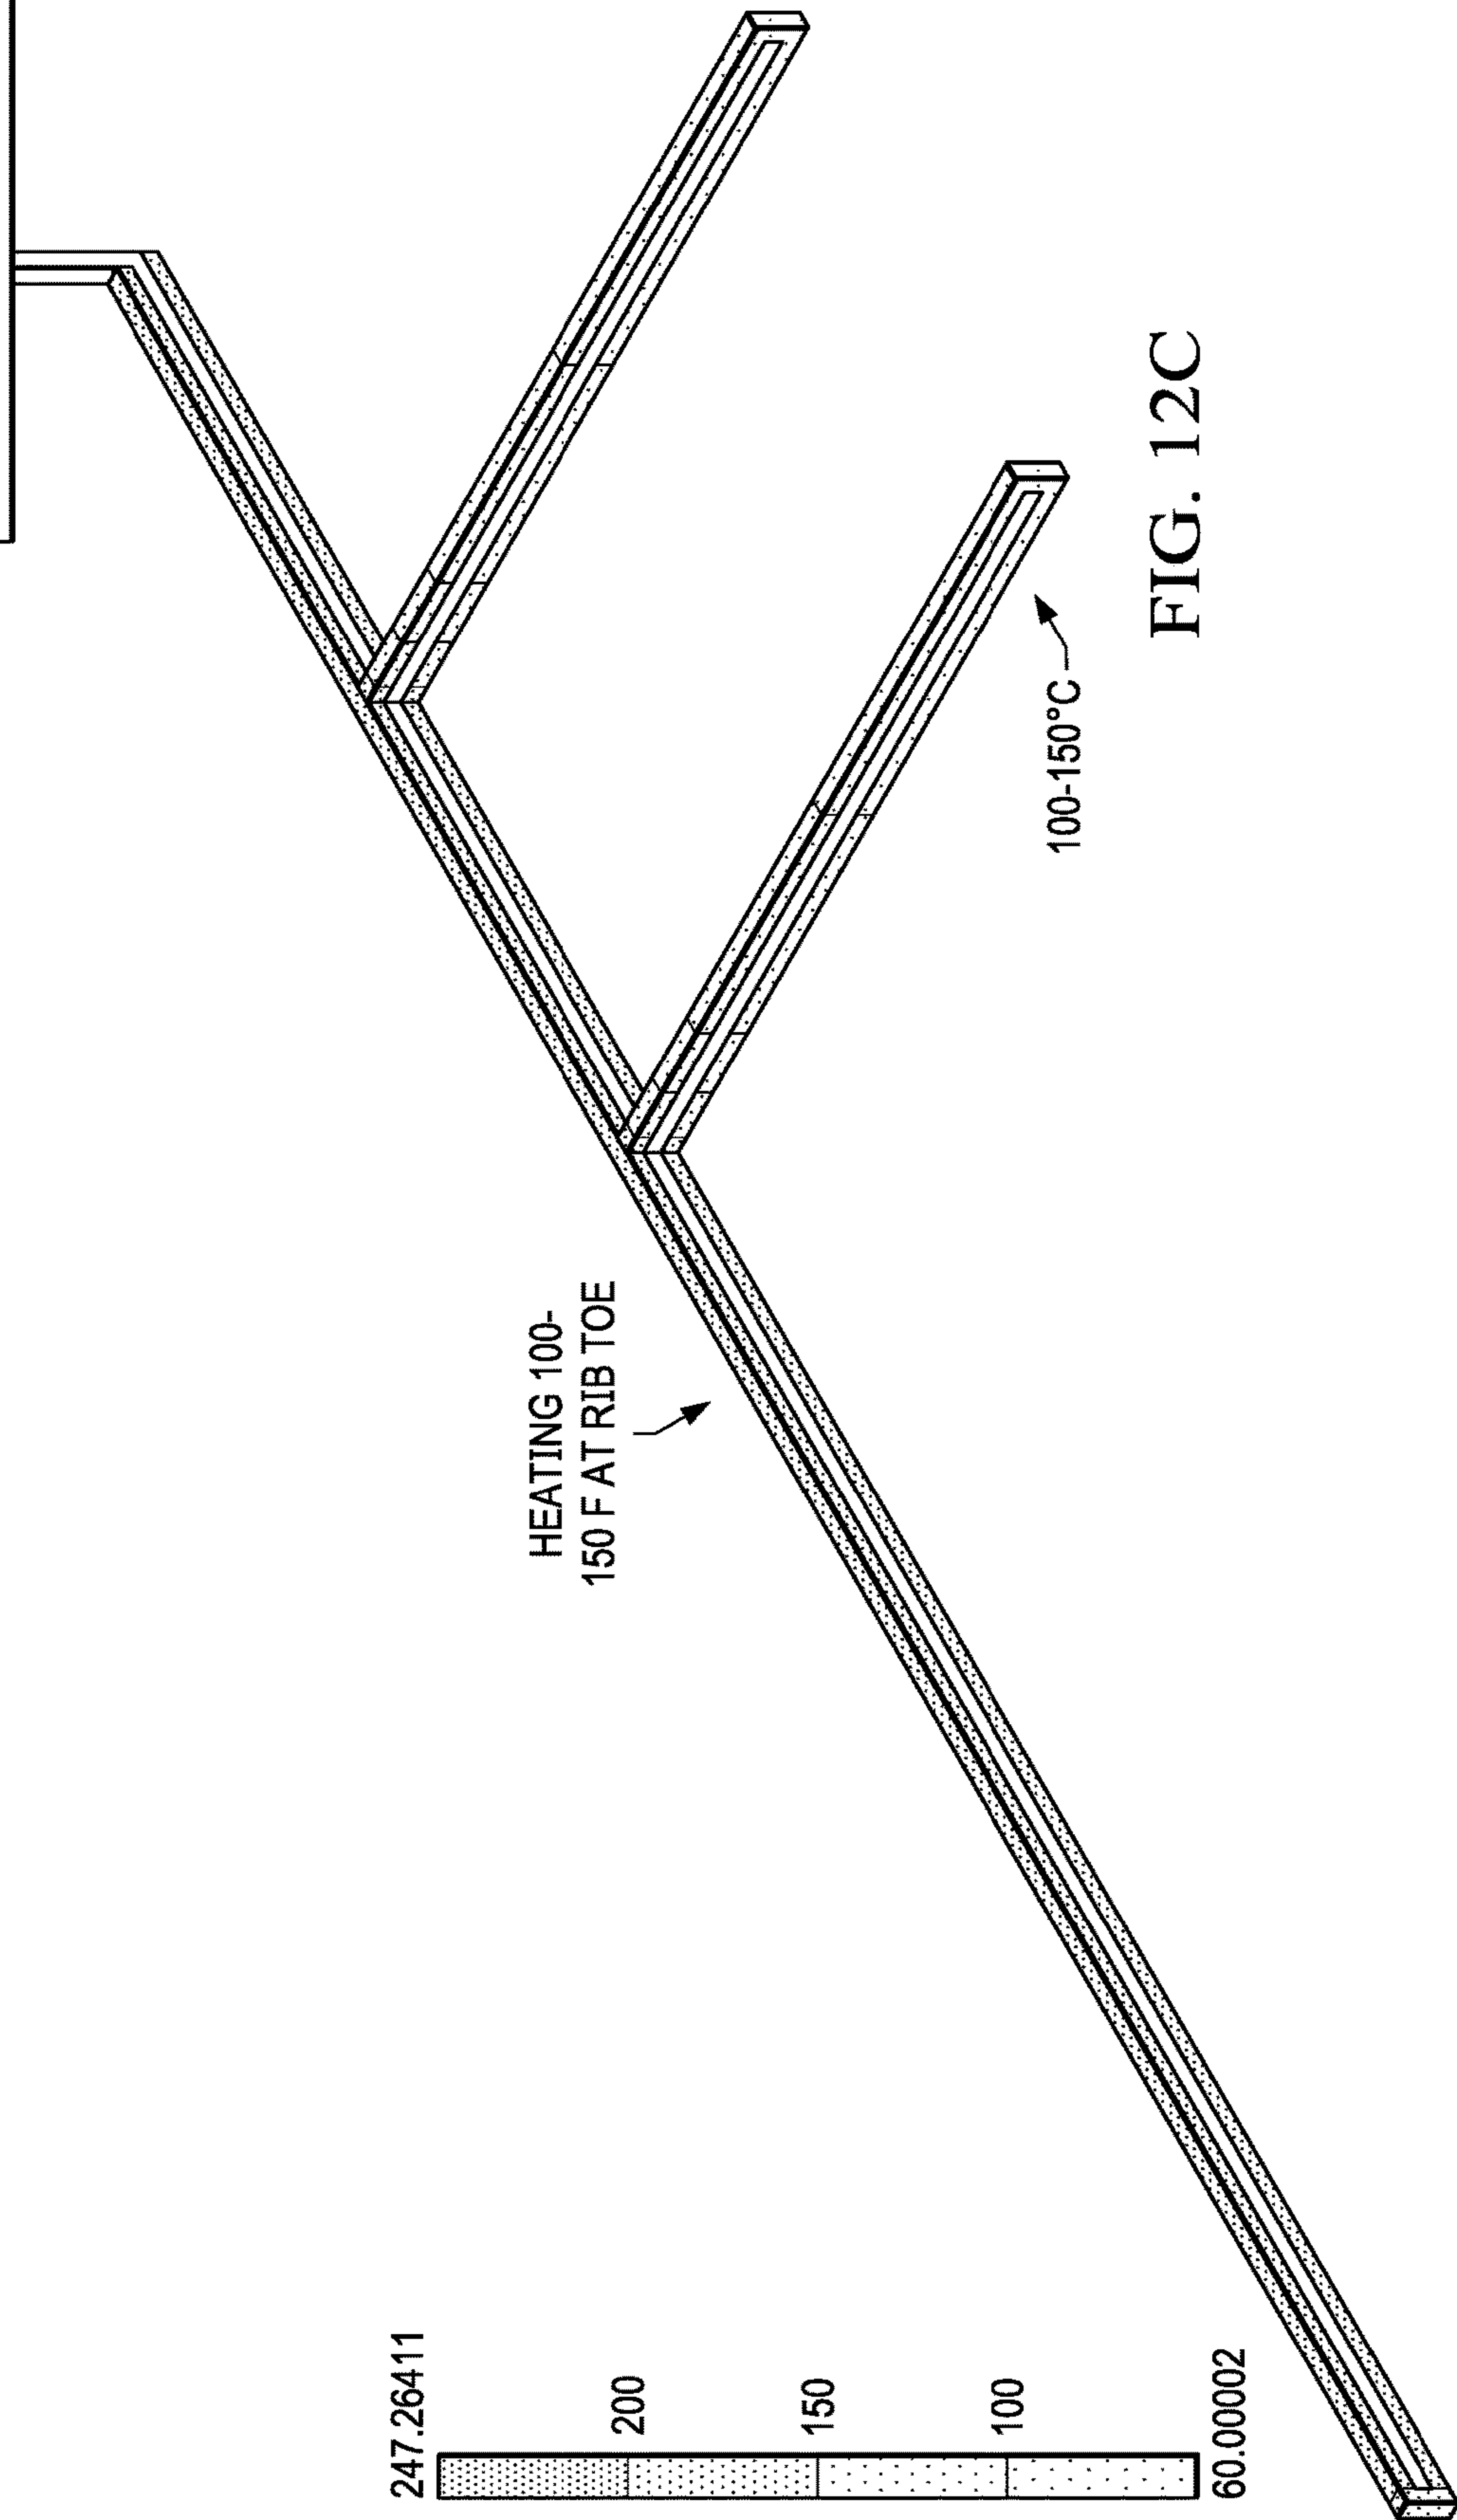 247.26411
200
150
100
60.00002
HEATING 100-
150 F AT RIB TOE
100-150°C
FIG. 12C